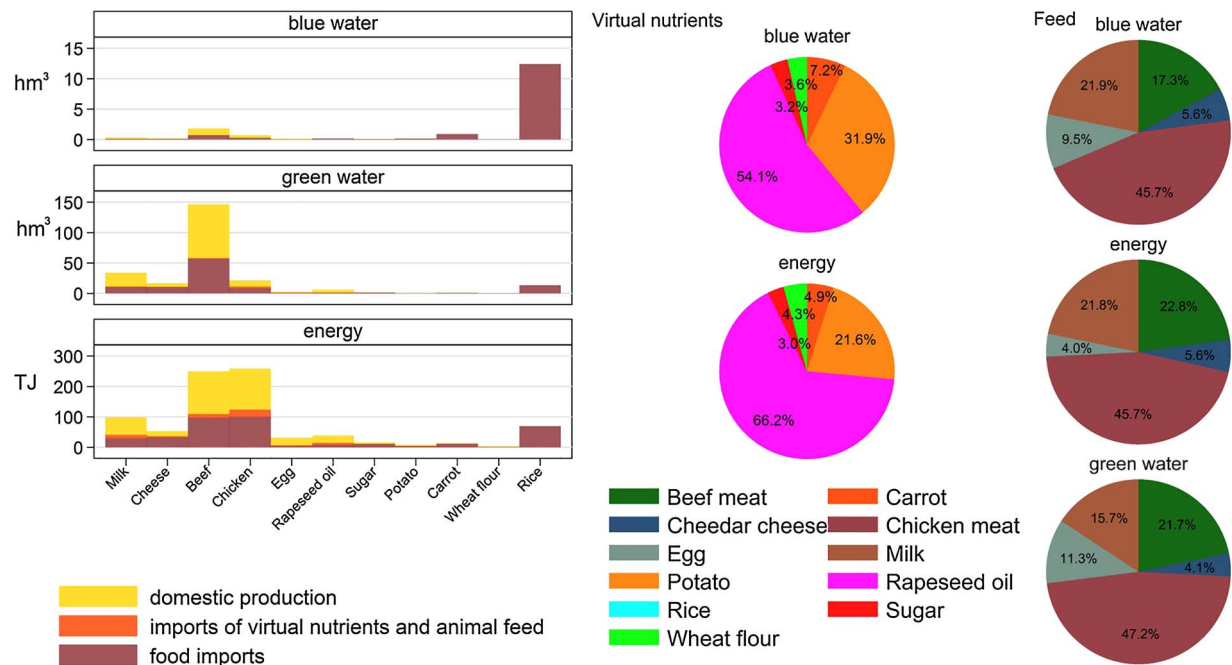 blue water
15
10
5
0
hm³
green water
150
100
50
0
hm³
energy
300
200
100
0
TJ
Milk
Cheese
Beef
Chicken
Egg
Rapeseed oil
Sugar
Potato
Carrot
Wheat flour
Rice
domestic production
imports of virtual nutrients and animal feed
food imports
Virtual nutrients
blue water
7.2%
31.9%
54.1%
3.2%
3.6%
energy
4.9%
21.6%
66.2%
3.0%
4.3%
Beef meat
Cheedar cheese
Egg
Potato
Rice
Wheat flour
Carrot
Chicken meat
Milk
Rapeseed oil
Sugar
Feed
blue water
17.3%
5.6%
45.7%
9.5%
21.9%
energy
22.8%
5.6%
45.7%
4.0%
21.8%
green water
21.7%
4.1%
47.2%
11.3%
15.7%